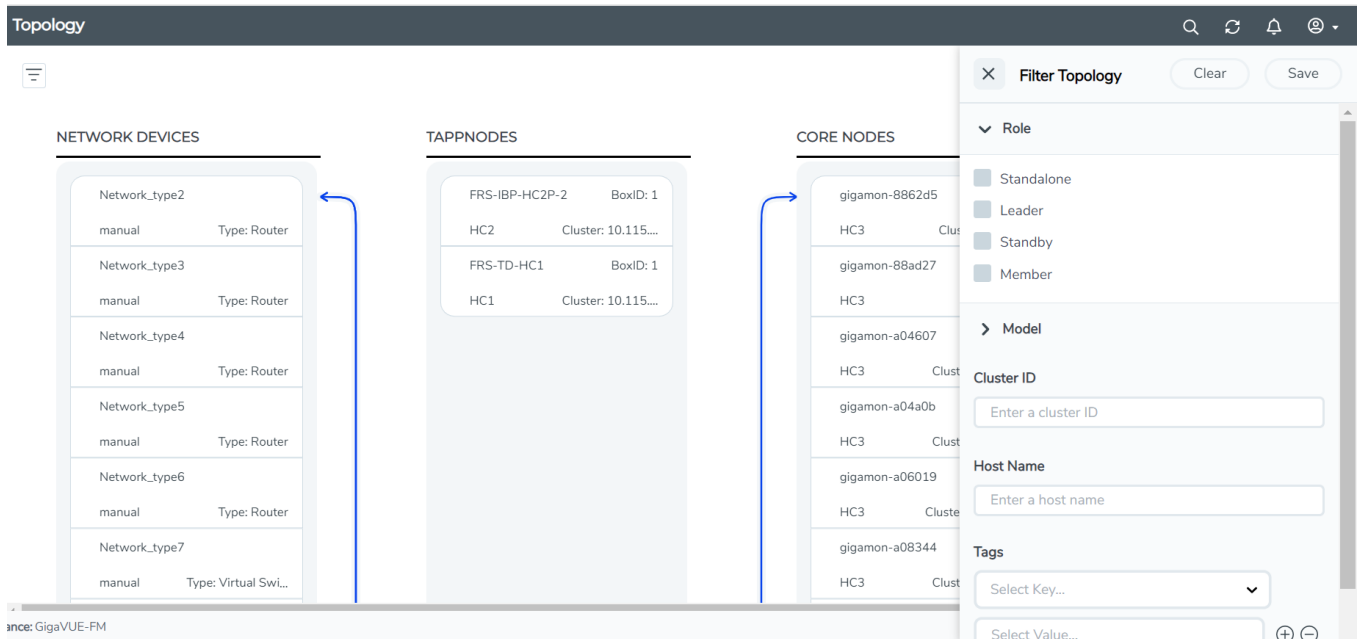 Topology
Filter Topology Clear Save
NETWORK DEVICES
Network_type2
manual Type: Router
Network_type3
manual Type: Router
Network_type4
manual Type: Router
Network_type5
manual Type: Router
Network_type6
manual Type: Router
Network_type7
manual Type: Virtual Swi...
TAPPNODES
FRS-IBP-HC2P-2 BoxID: 1
HC2 Cluster: 10.115....
FRS-TD-HC1 BoxID: 1
HC1 Cluster: 10.115....
CORE NODES
gigamon-8862d5
HC3 Clus
gigamon-88ad27
HC3
gigamon-a04607
HC3 Clust
gigamon-a04a0b
HC3 Clust
gigamon-a06019
HC3 Cluste
gigamon-a08344
HC3 Clust
Role
Standalone
Leader
Standby
Member
Model
Cluster ID
Enter a cluster ID
Host Name
Enter a host name
Tags
Select Key...
Select Value...
ance: GigaVUE-FM